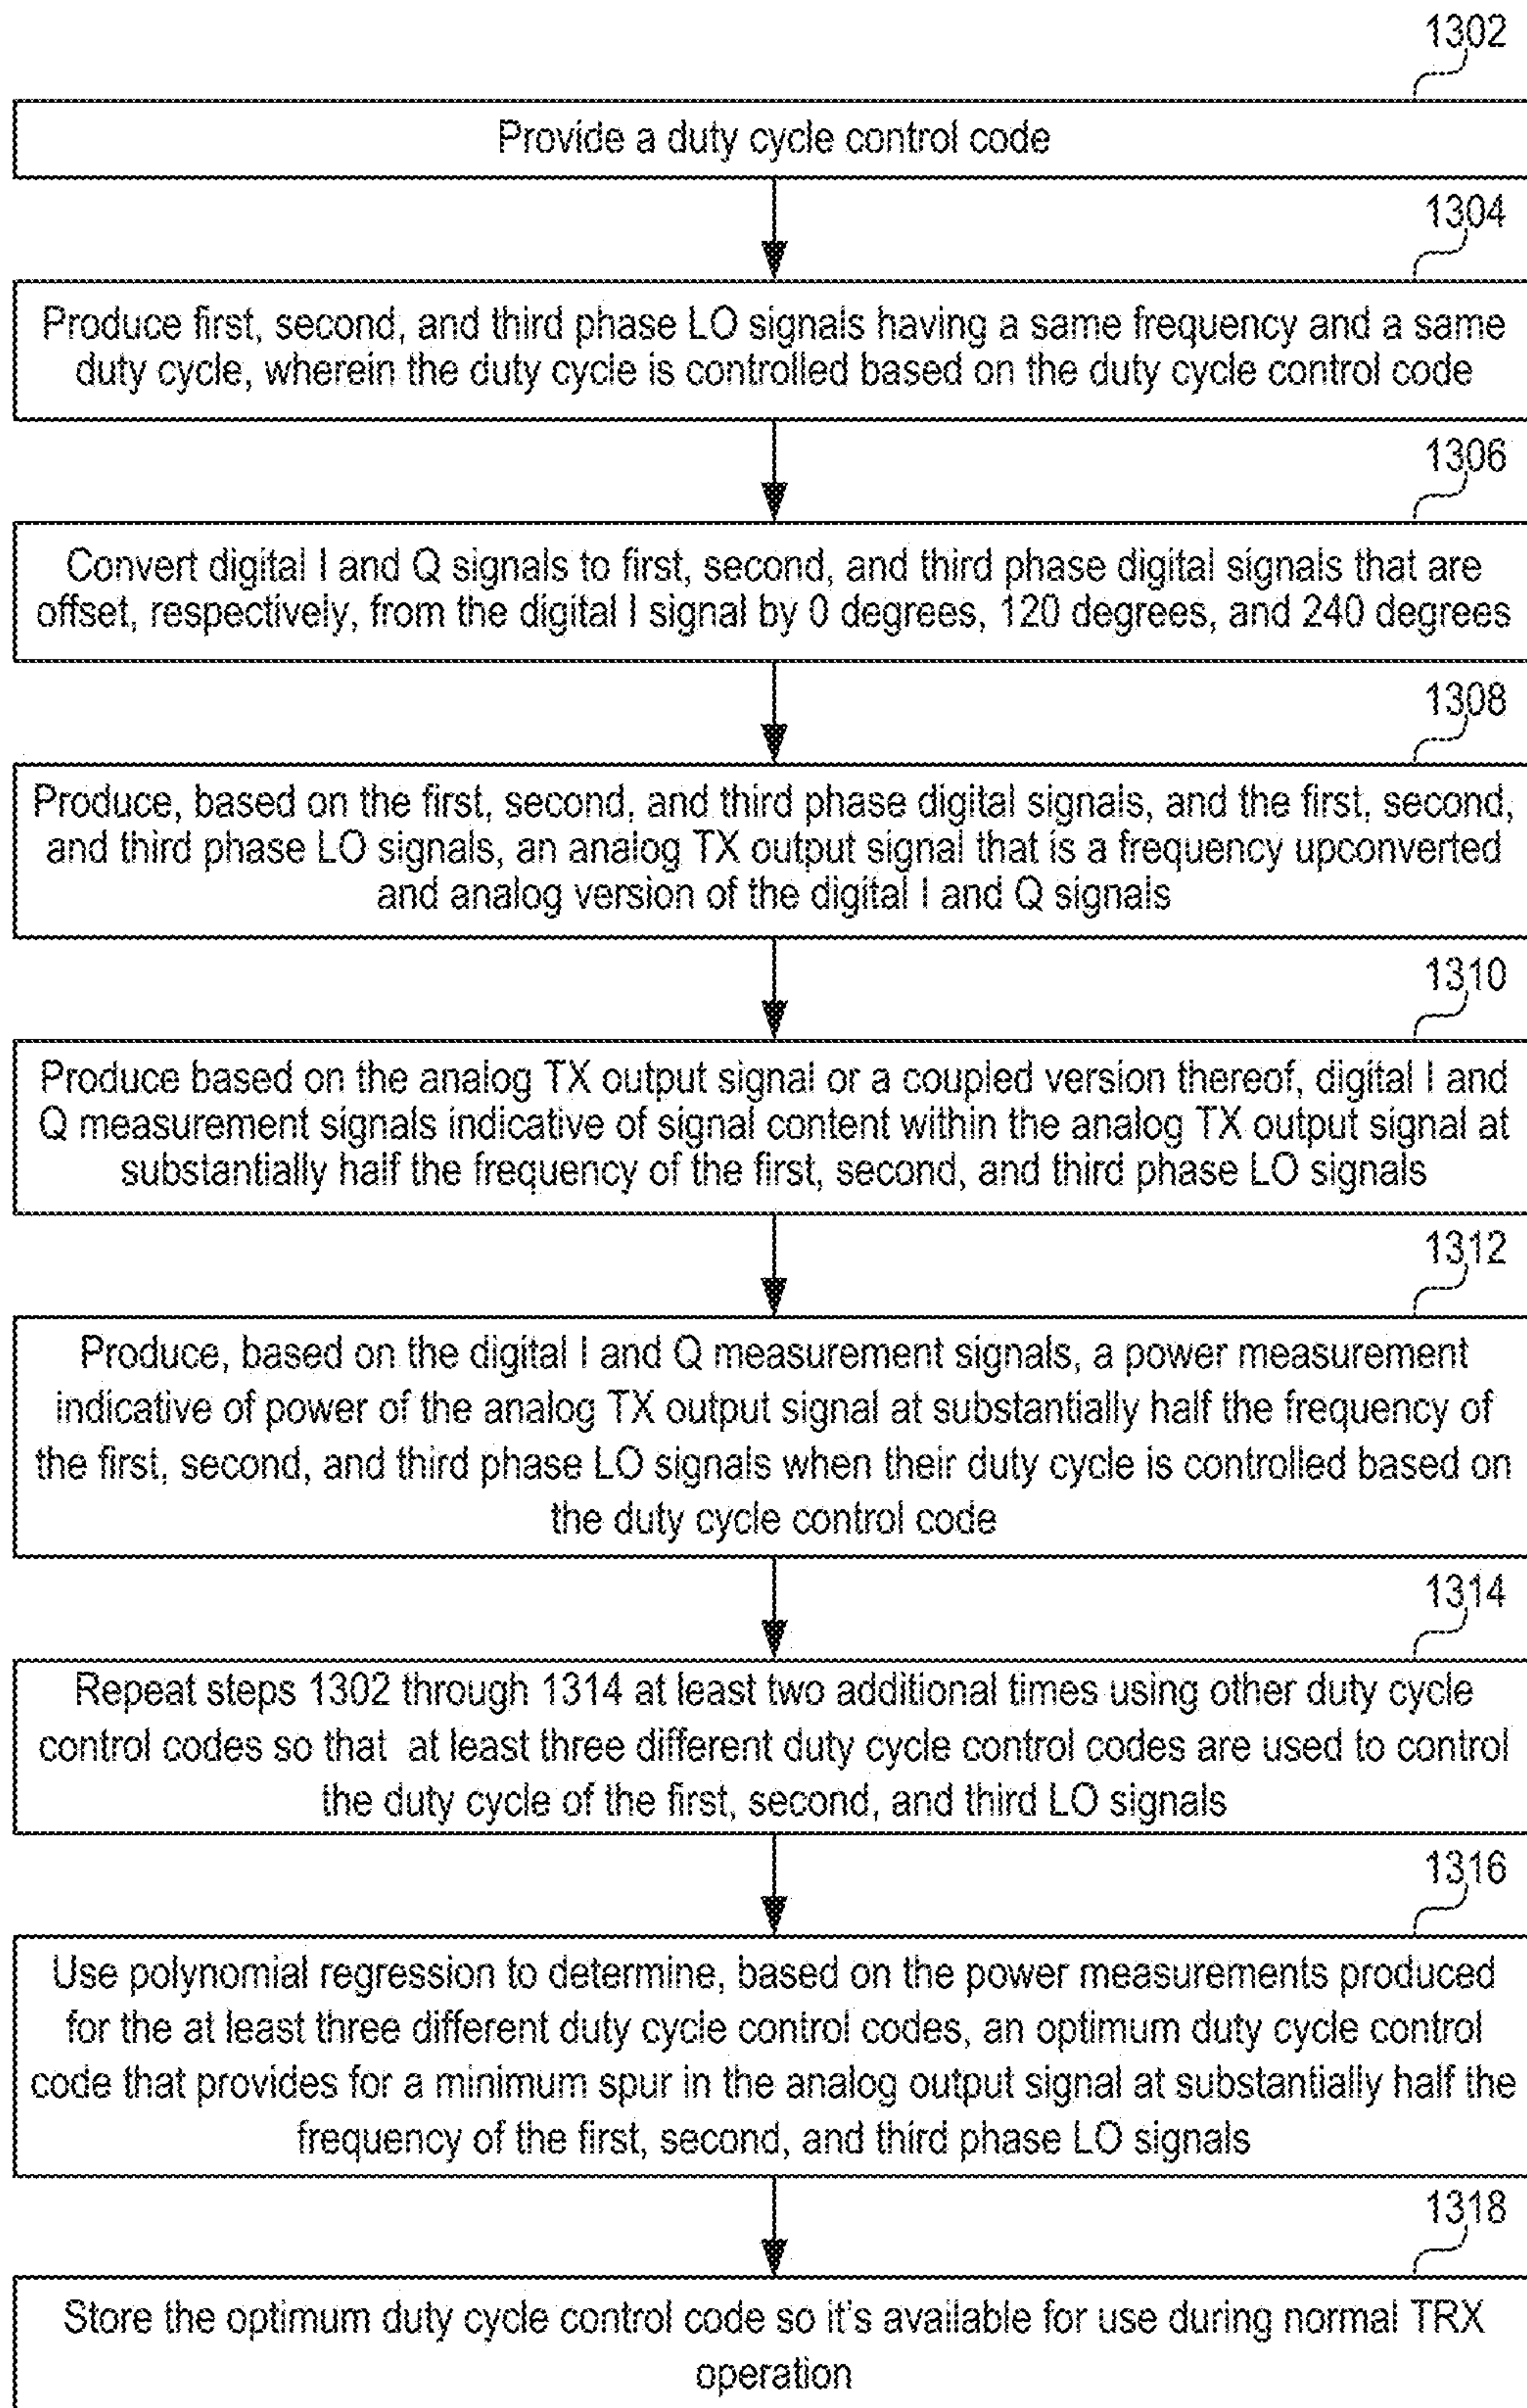 1302
Provide a duty cycle control code
1304
Produce first, second, and third phase LO signals having a same frequency and a same
duty cycle, wherein the duty cycle is controlled based on the duty cycle control code
1306
Convert digital I and Q signals to first, second, and third phase digital signals that are
offset, respectively, from the digital I signal by 0 degrees, 120 degrees, and 240 degrees
1308
Produce, based on the first, second, and third phase digital signals, and the first, second,
and third phase LO signals, an analog TX output signal that is a frequency upconverted
and analog version of the digital I and Q signals
1310
Produce based on the analog TX output signal or a coupled version thereof, digital I and
Q measurement signals indicative of signal content within the analog TX output signal at
substantially half the frequency of the first, second, and third phase LO signals
1312
Produce, based on the digital I and Q measurement signals, a power measurement
indicative of power of the analog TX output signal at substantially half the frequency of
the first, second, and third phase LO signals when their duty cycle is controlled based on
the duty cycle control code
1314
Repeat steps 1302 through 1314 at least two additional times using other duty cycle
control codes so that at least three different duty cycle control codes are used to control
the duty cycle of the first, second, and third LO signals
1316
Use polynomial regression to determine, based on the power measurements produced
for the at least three different duty cycle control codes, an optimum duty cycle control
code that provides for a minimum spur in the analog output signal at substantially half the
frequency of the first, second, and third phase LO signals
1318
Store the optimum duty cycle control code so it's available for use during normal TRX
operation